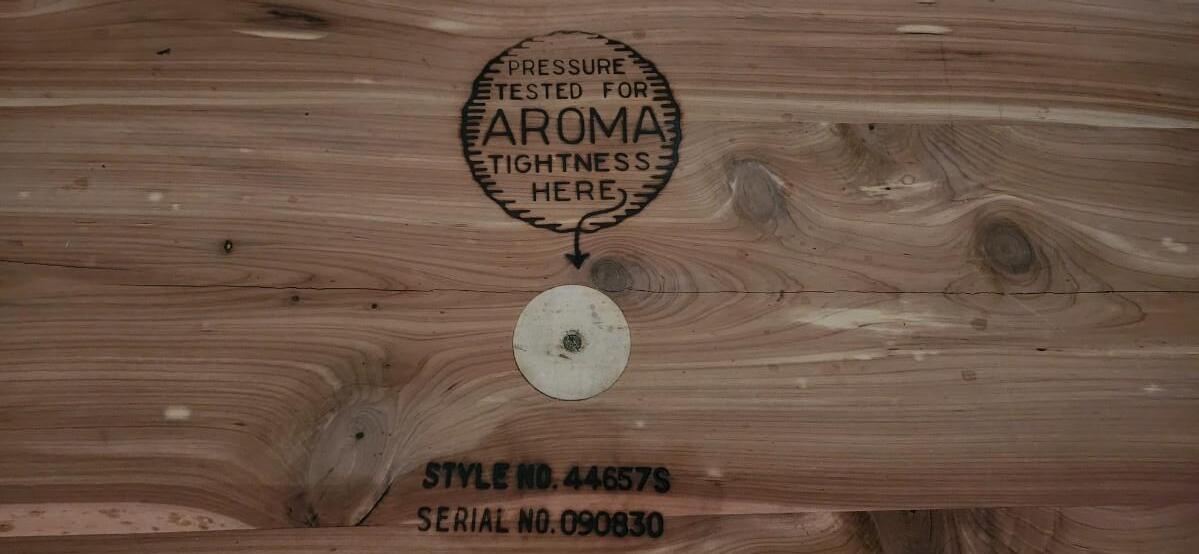 PRESSURE
TESTED FOR
AROMA
TIGHTNESS
HERE
STYLE NO. 44657S
SERIAL NO. 090830